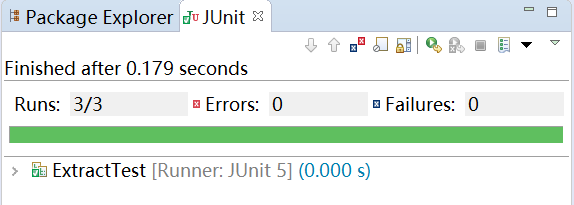 Package Explorer JUnit
Finished after 0.179 seconds
Runs: 3/3 Errors: 0 Failures: 0
ExtractTest [Runner: JUnit 5] (0.000 s)